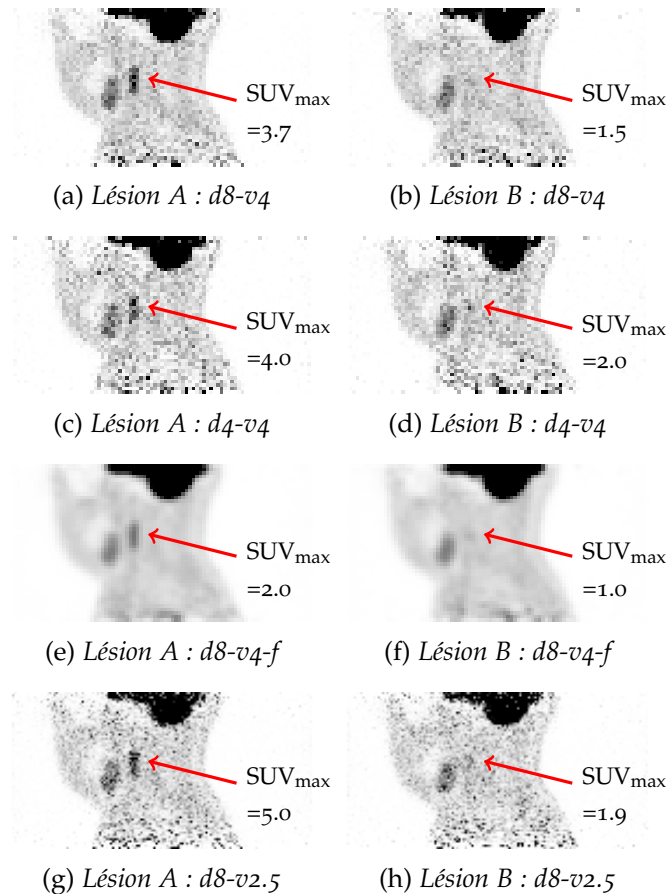 SUVmax
=3.7
SUVmax
=1.5
(a) Lésion A : d8-v4
(b) Lésion B : d8-v4
SUVmax
=4.0
SUVmax
=2.0
(c) Lésion A : d4-v4
(d) Lésion B : d4-v4
SUVmax
=2.0
SUVmax
=1.0
(e) Lésion A : d8-v4-f
(f) Lésion B : d8-v4-f
SUVmax
=5.0
SUVmax
=1.9
(g) Lésion A : d8-v2.5
(h) Lésion B : d8-v2.5